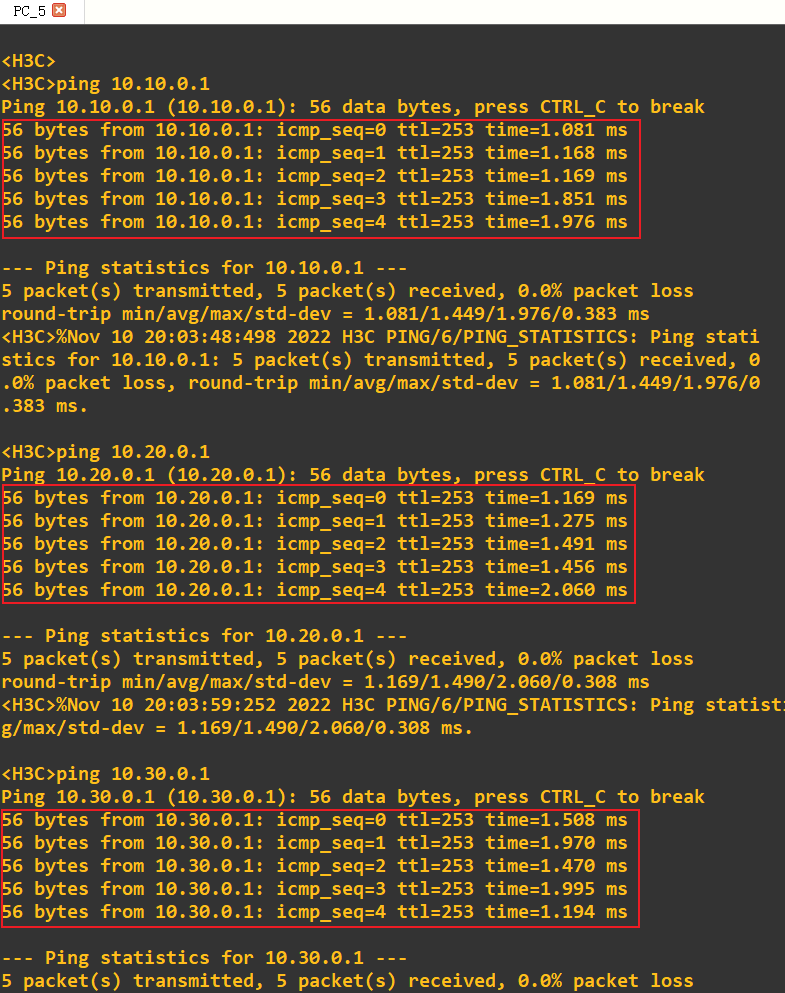 PC_5
<H3C>
<H3C>ping 10.10.0.1
Ping 10.10.0.1 (10.10.0.1): 56 data bytes, press CTRL_C to break
56 bytes from 10.10.0.1: icmp_seq=0 ttl=253 time=1.081 ms
56 bytes from 10.10.0.1: icmp_seq=1 ttl=253 time=1.168 ms
56 bytes from 10.10.0.1: icmp_seq=2 ttl=253 time=1.169 ms
56 bytes from 10.10.0.1: icmp_seq=3 ttl=253 time=1.851 ms
56 bytes from 10.10.0.1: icmp_seq=4 ttl=253 time=1.976 ms
--- Ping statistics for 10.10.0.1 ---
5 packet(s) transmitted, 5 packet(s) received, 0.0% packet loss
round-trip min/avg/max/std-dev = 1.081/1.449/1.976/0.383 ms
<H3C>%Nov 10 20:03:48:498 2022 H3C PING/6/PING_STATISTICS: Ping stati
stics for 10.10.0.1: 5 packet(s) transmitted, 5 packet(s) received, 0
.0% packet loss, round-trip min/avg/max/std-dev = 1.081/1.449/1.976/0
.383 ms.
<H3C>ping 10.20.0.1
Ping 10.20.0.1 (10.20.0.1): 56 data bytes, press CTRL_C to break
56 bytes from 10.20.0.1: icmp_seq=0 ttl=253 time=1.169 ms
56 bytes from 10.20.0.1: icmp_seq=1 ttl=253 time=1.275 ms
56 bytes from 10.20.0.1: icmp_seq=2 ttl=253 time=1.491 ms
56 bytes from 10.20.0.1: icmp_seq=3 ttl=253 time=1.456 ms
56 bytes from 10.20.0.1: icmp_seq=4 ttl=253 time=2.060 ms
--- Ping statistics for 10.20.0.1 ---
5 packet(s) transmitted, 5 packet(s) received, 0.0% packet loss
round-trip min/avg/max/std-dev = 1.169/1.490/2.060/0.308 ms
<H3C>%Nov 10 20:03:59:252 2022 H3C PING/6/PING_STATISTICS: Ping statisti
g/max/std-dev = 1.169/1.490/2.060/0.308 ms.
<H3C>ping 10.30.0.1
Ping 10.30.0.1 (10.30.0.1): 56 data bytes, press CTRL_C to break
56 bytes from 10.30.0.1: icmp_seq=0 ttl=253 time=1.508 ms
56 bytes from 10.30.0.1: icmp_seq=1 ttl=253 time=1.970 ms
56 bytes from 10.30.0.1: icmp_seq=2 ttl=253 time=1.470 ms
56 bytes from 10.30.0.1: icmp_seq=3 ttl=253 time=1.995 ms
56 bytes from 10.30.0.1: icmp_seq=4 ttl=253 time=1.194 ms
--- Ping statistics for 10.30.0.1 ---
5 packet(s) transmitted, 5 packet(s) received, 0.0% packet loss